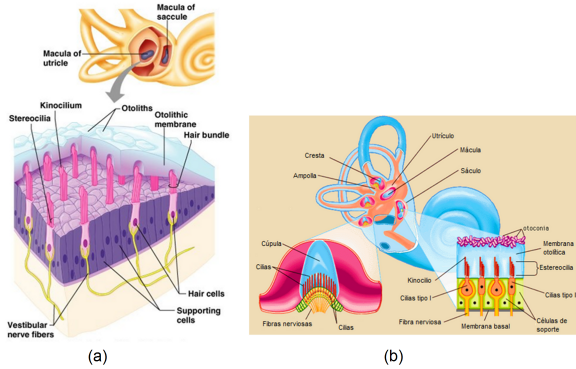 Macula of
saccule
Macula of
utricle
Kinocilium
Otoliths
Stereocilia
Otolithic
membrane
Hair bundle
Hair cells
Supporting
cells
Vestibular
nerve fibers
(a)
Utrículo
Cresta
Mácula
Ampolla
Sáculo
otoconia
Cúpula
Membrana
otolítica
Cilias
Kinocilio
Estereocilia
Cilias tipo I
Cilias tipo
Fibras nerviosas
Cilias
Fibra nerviosa
Membrana basal
Células de
soporte
(b)